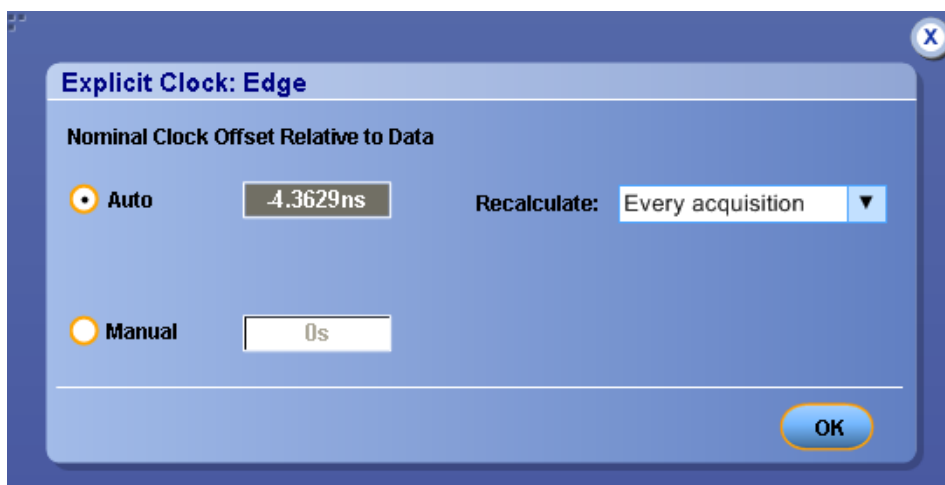 X
Explicit Clock: Edge
Nominal Clock Offset Relative to Data
Auto -4.3629ns Recalculate: Every acquisition
Manual 0s
OK